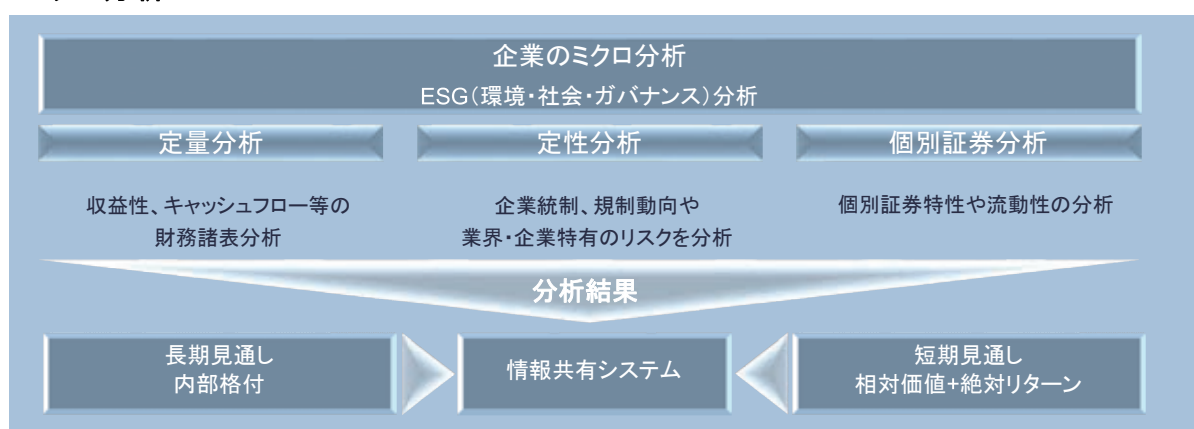 企業のミクロ分析
ESG(環境・社会・ガバナンス)分析
定量分析
定性分析
個別証券分析
収益性、キャッシュフロー等の
財務諸表分析
企業統制、規制動向や
業界・企業特有のリスクを分析
個別証券特性や流動性の分析
分析結果
長期見通し
内部格付
情報共有システム
短期見通し
相対価値+絶対リターン